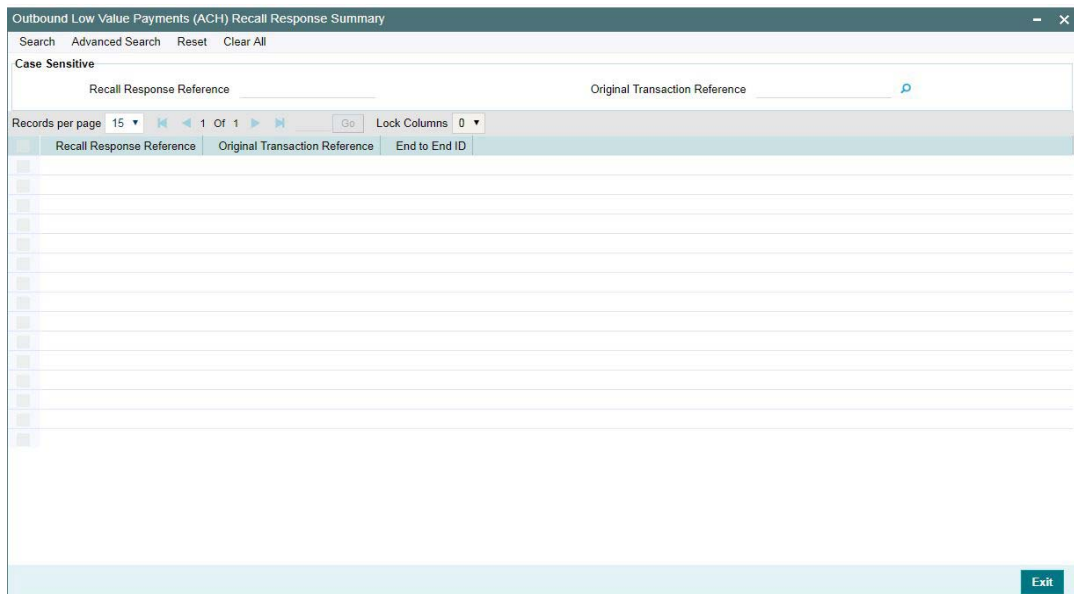 Outbound Low Value Payments (ACH) Recall Response Summary
Search Advanced Search Reset Clear All
Case Sensitive
Recall Response Reference Original Transaction Reference
Records per page 15 1 Of 1 Go Lock Columns 0
Recall Response Reference Original Transaction Reference End to End ID
Exit